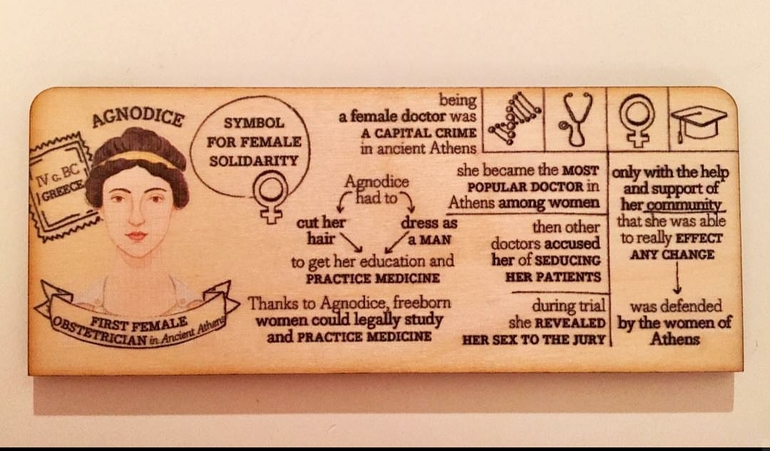 AGNODICE
IV c. BC
GREECE
FIRST FEMALE
OBSTETRICIAN in Ancient Athens
SYMBOL
FOR FEMALE
SOLIDARITY
Agnodice
had to
cut her
hair
dress as
a MAN
to get her education and
PRACTICE MEDICINE
Thanks to Agnodice, freeborn
women could legally study
and PRACTICE MEDICINE
being
a female doctor was
A CAPITAL CRIME
in ancient Athens
she became the MOST
POPULAR DOCTOR in
Athens among women
then other
doctors accused
her of SEDUCING
HER PATIENTS
during trial
she REVEALED
HER SEX TO THE JURY
only with the help
and support of
her community
that she was able
to really EFFECT
ANY CHANGE
was defended
by the women of
Athens